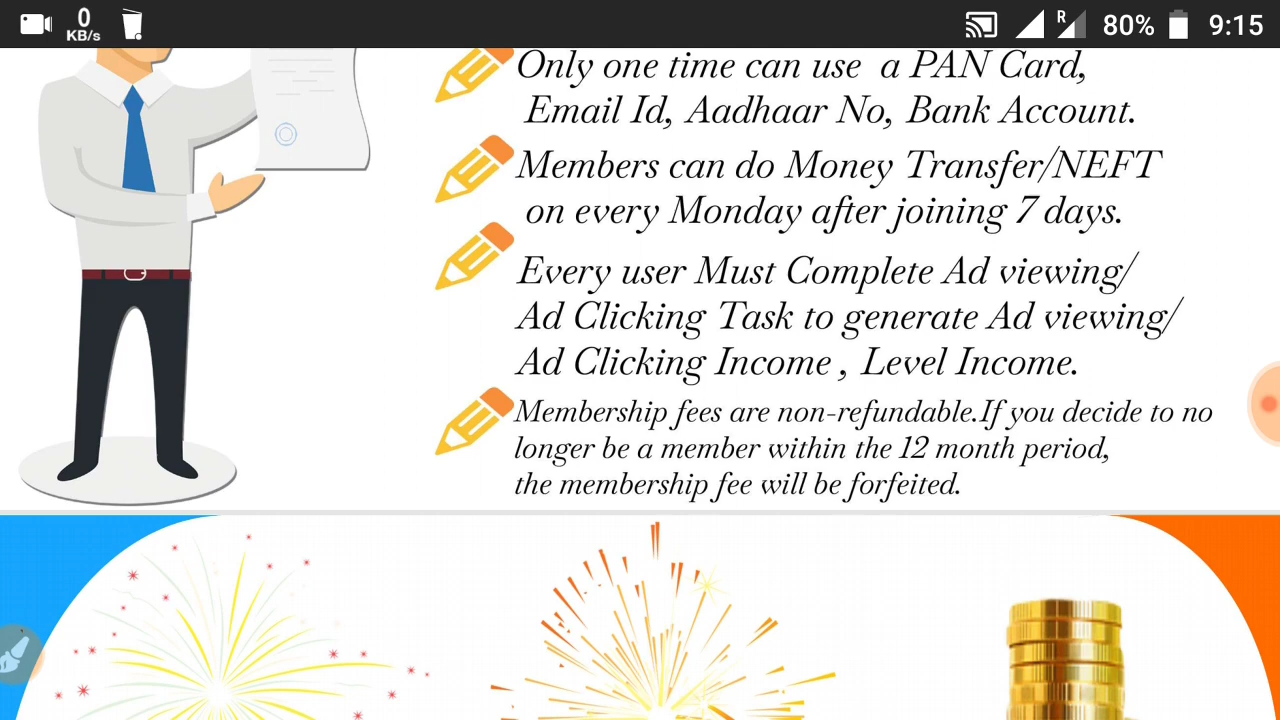 0
KB/s
R
80%
9:15
Only one time can use a PAN Card,
Email Id, Aadhaar No, Bank Account.
Members can do Money Transfer/NEFT
on every Monday after joining 7 days.
Every user Must Complete Ad viewing/
Ad Clicking Task to generate Ad viewing/
Ad Clicking Income , Level Income.
Membership fees are non-refundable.If you decide to no
longer be a member within the 12 month period,
the membership fee will be forfeited.